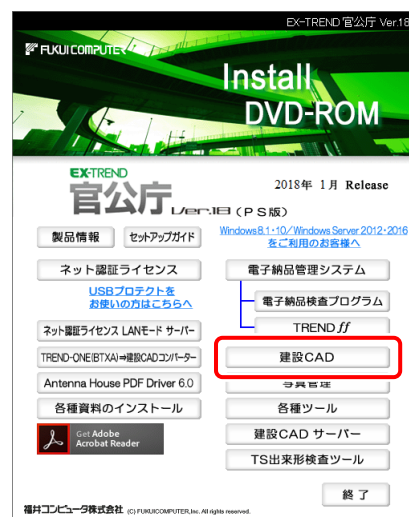 EX-TREND 官公庁 Ver.18
FUKUI COMPUTER
Install
DVD-ROM
EX-TREND
官公庁 Ver.18 (PS版)
2018年 1月 Release
製品情報
セットアップガイド
Windows8.1・10/Windows Server 2012・2016
をご利用のお客様へ
ネット認証ライセンス
電子納品管理システム
USBプロテクトを
お使いの方はこちらへ
電子納品検査プログラム
ネット認証ライセンス LANモード サーバー
TREND ff
TREND-ONE(BTXA)⇒建設CADコンバーター
建設CAD
Antenna House PDF Driver 6.0
写真管理
各種資料のインストール
各種ツール
Get Adobe
Acrobat Reader
建設CAD サーバー
TS出来形検査ツール
終 了
福井コンピュータ株式会社 (C) FUKUICOMPUTER,Inc. All rights reserved.